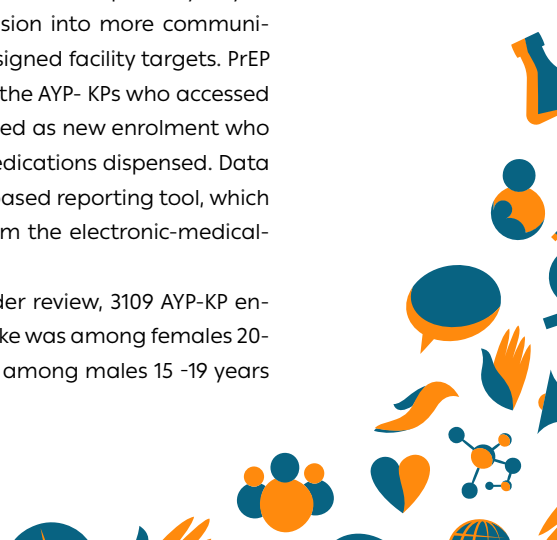 sion into more communi-
signed facility targets. PrEP
the AYP- KPs who accessed
ed as new enrolment who
edications dispensed. Data
ased reporting tool, which
m the electronic-medical-
der review, 3109 AYP-KP en-
ke was among females 20-
among males 15 -19 years